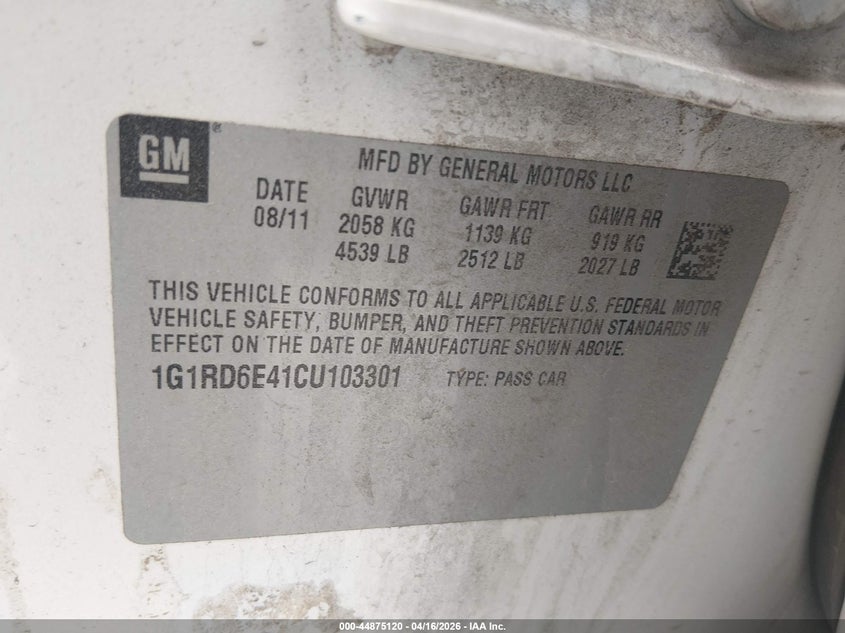 GM
MFD BY GENERAL MOTORS LLC
DATE GVWR GAWR FRT GAWR RR
08/11 2058 KG 1139 KG 919 KG
4539 LB 2512 LB 2027 LB
THIS VEHICLE CONFORMS TO ALL APPLICABLE U.S. FEDERAL MOTOR
VEHICLE SAFETY, BUMPER, AND THEFT PREVENTION STANDARDS IN
EFFECT ON THE DATE OF MANUFACTURE SHOWN ABOVE.
1G1RD6E41CU103301 TYPE: PASS CAR
000-44875120 - 04/16/2026 - IAA Inc.